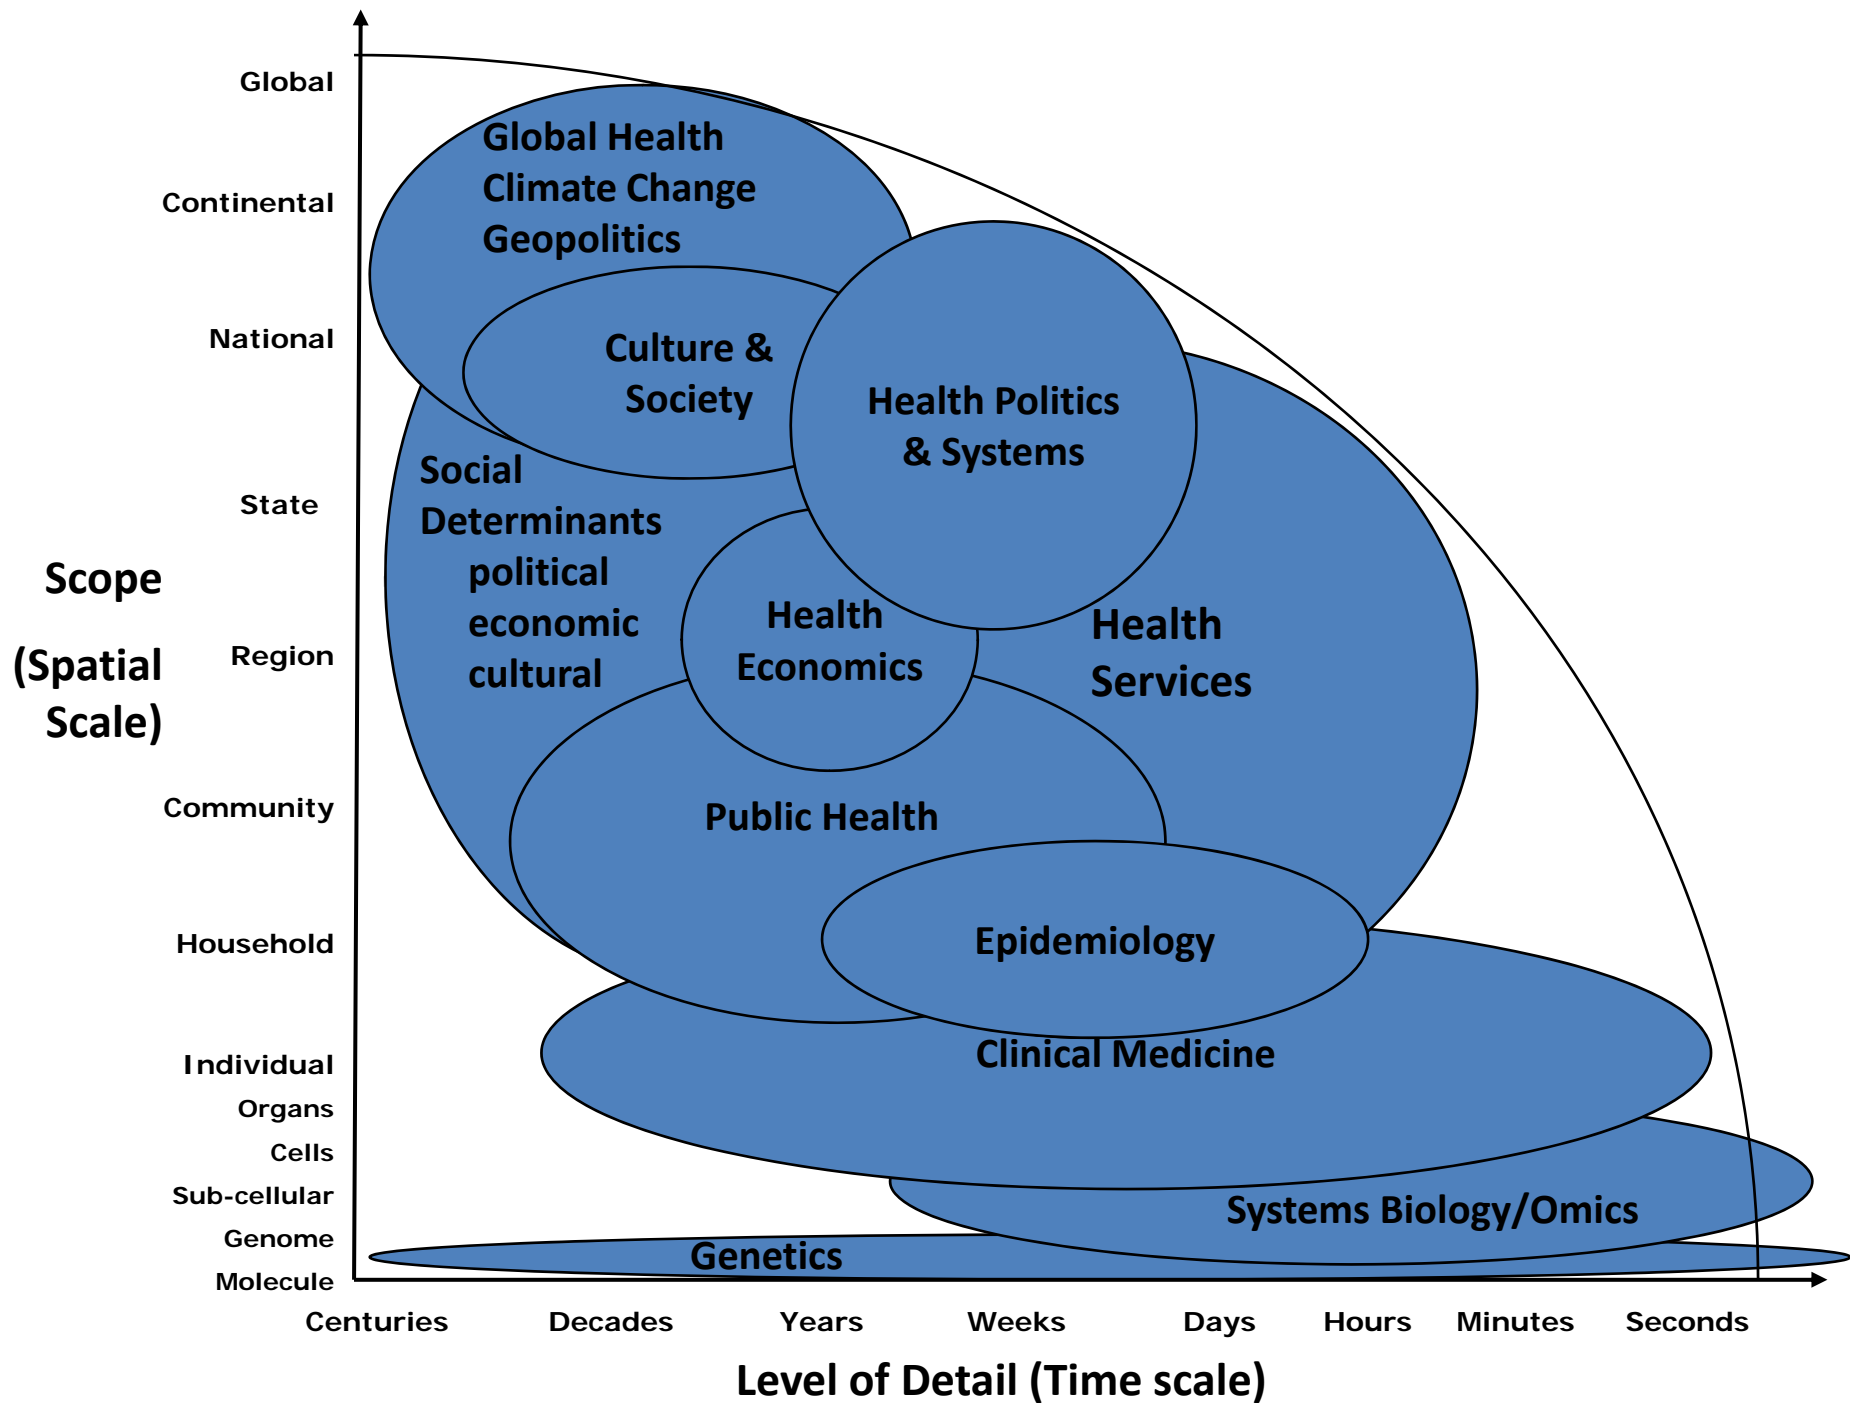 Global
Continental
National
State
Region
Community
Household
Individual
Organs
Cells
Sub-cellular
Genome
Molecule
Scope
(Spatial
Scale)
Global Health
Climate Change
Geopolitics
Culture &
Society
Health Politics
& Systems
Social
Determinants
political
economic
cultural
Health
Economics
Health
Services
Public Health
Epidemiology
Clinical Medicine
Systems Biology/Omics
Genetics
Centuries Decades Years Weeks Days Hours Minutes Seconds
Level of Detail (Time scale)